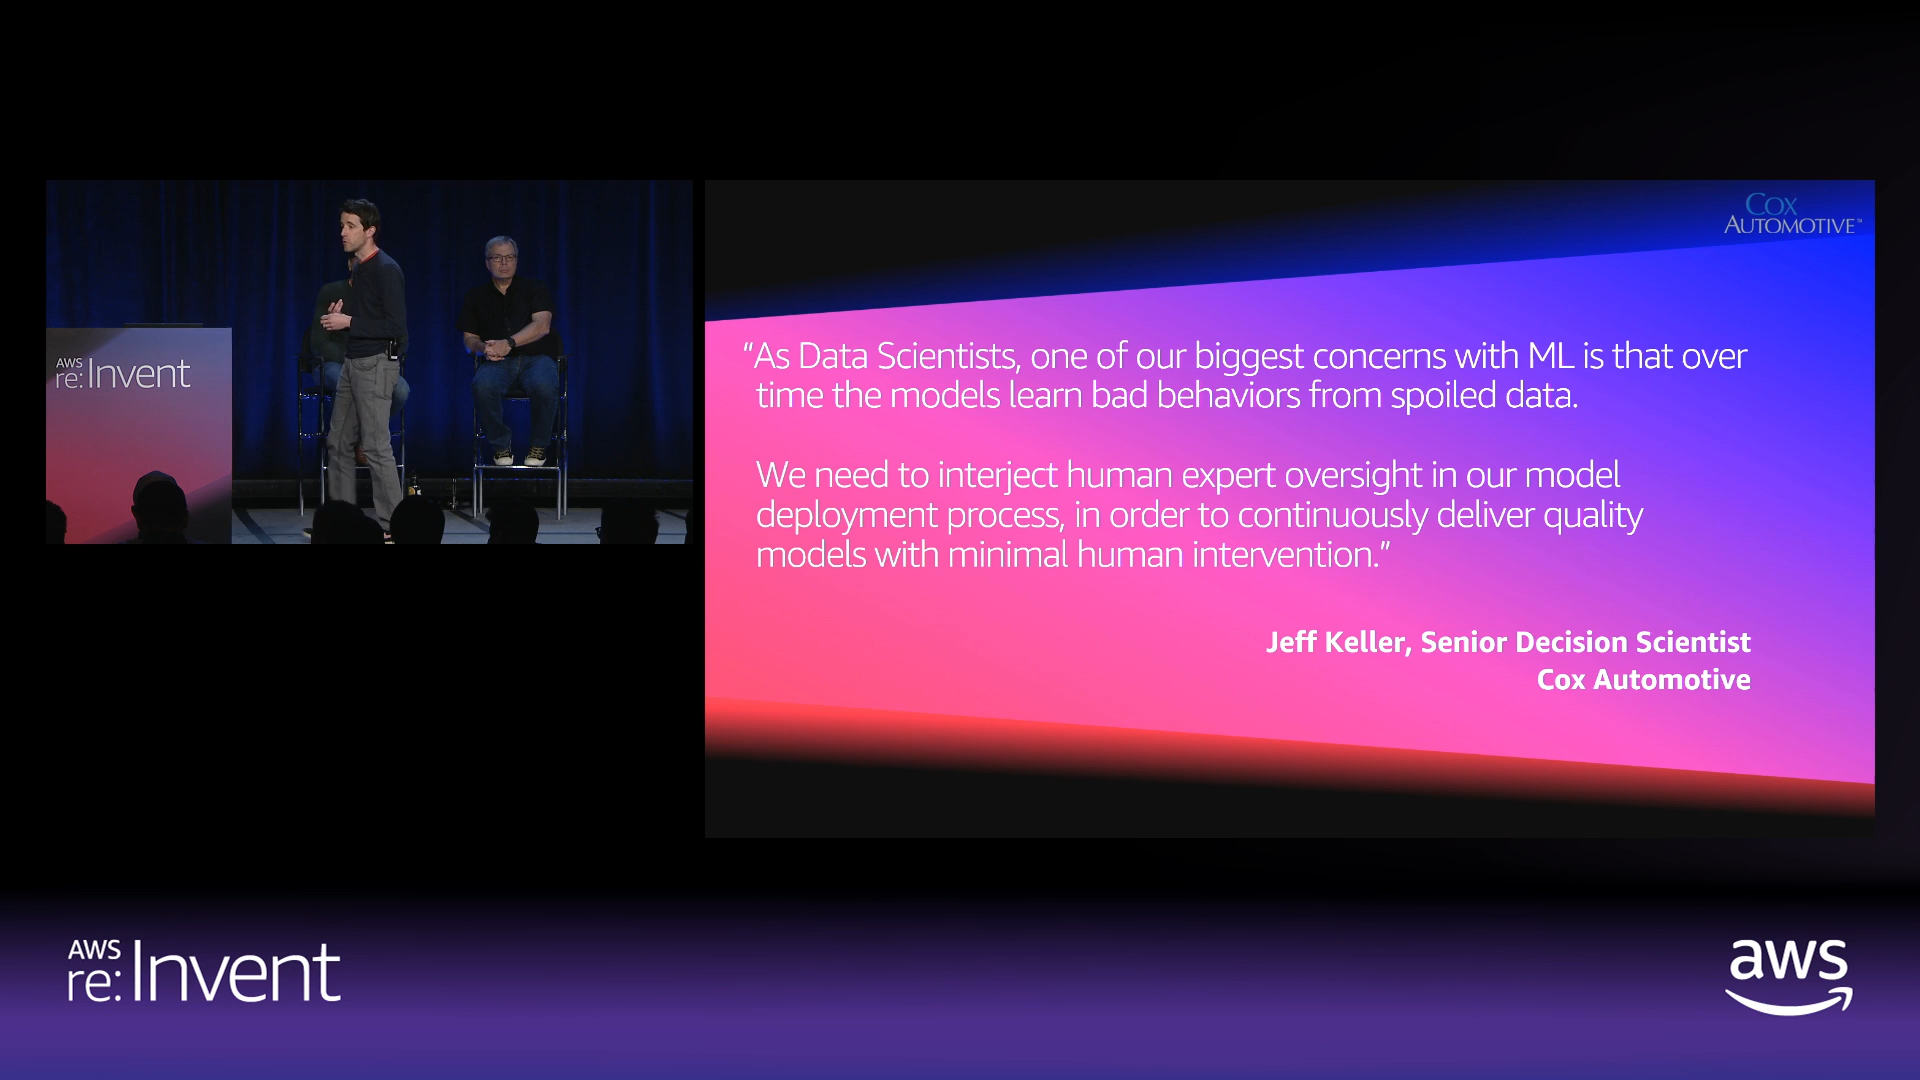 AWS
re:Invent
COX
AUTOMOTIVE™
“As Data Scientists, one of our biggest concerns with ML is that over
time the models learn bad behaviors from spoiled data.
We need to interject human expert oversight in our model
deployment process, in order to continuously deliver quality
models with minimal human intervention.”
Jeff Keller, Senior Decision Scientist
Cox Automotive
AWS
re:Invent
aws